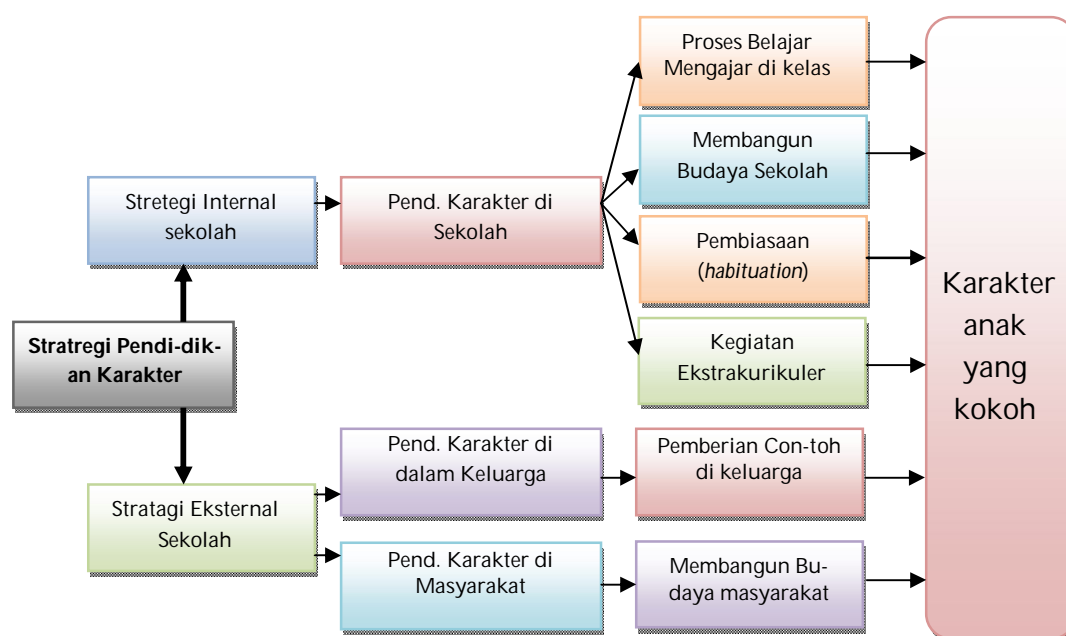 Proses Belajar
Mengajar di kelas
Membangun
Budaya Sekolah
Stretegi Internal
sekolah
Pend. Karakter di
Sekolah
Pembiasaan
(habituation)
Karakter
anak
yang
kokoh
Stratregi Pendi-dik-
an Karakter
Kegiatan
Ekstrakurikuler
Pend. Karakter di
dalam Keluarga
Pemberian Con-toh
di keluarga
Stratagi Eksternal
Sekolah
Pend. Karakter di
Masyarakat
Membangun Bu-
daya masyarakat